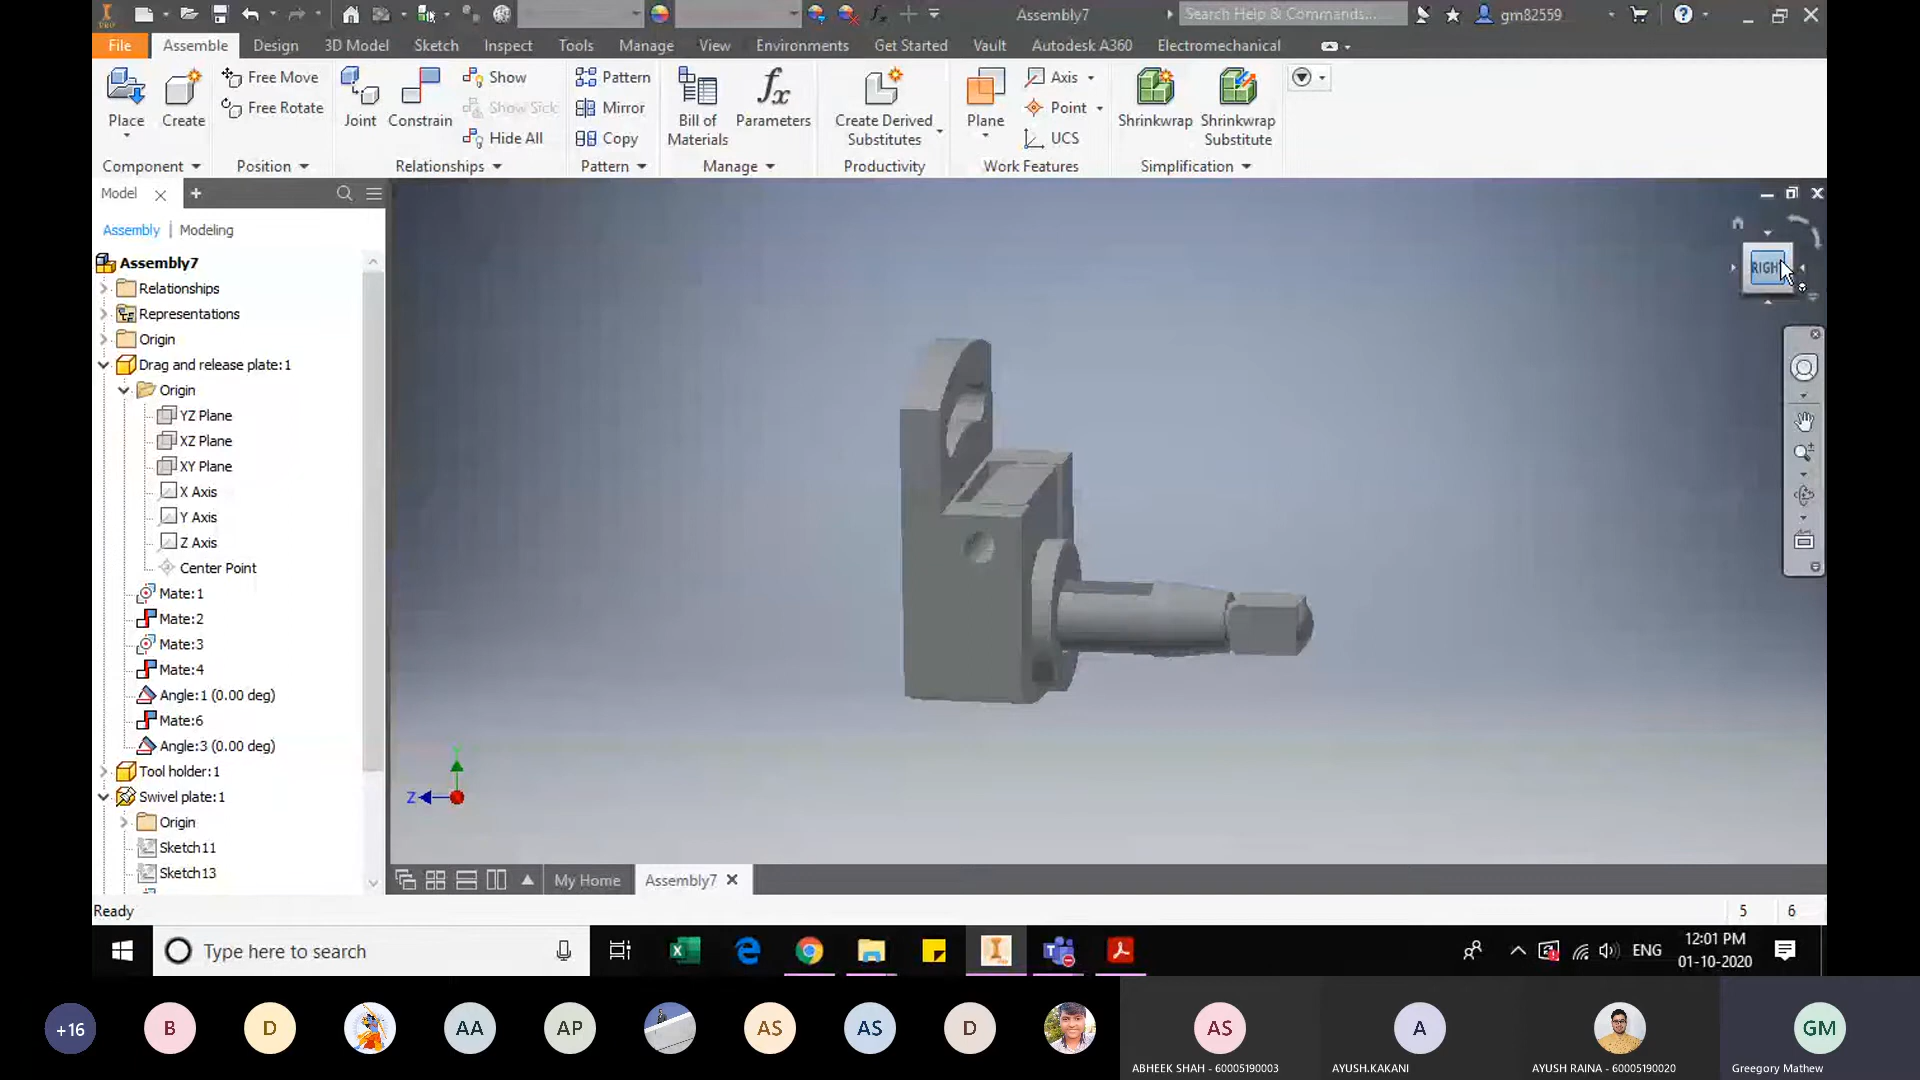 Assembly7
Search Help & Commands...
gm82559
File
Assemble
Design
3D Model
Sketch
Inspect
Tools
Manage
View
Environments
Get Started
Vault
Autodesk A360
Electromechanical
Place
Create
Free Move
Free Rotate
Joint
Constrain
Show
Show Sick
Hide All
Pattern
Mirror
Copy
Bill of
Materials
Parameters
Create Derived
Substitutes
Plane
Axis
Point
UCS
Shrinkwrap
Shrinkwrap
Substitute
Component
Position
Relationships
Pattern
Manage
Productivity
Work Features
Simplification
Model
Assembly
Modeling
Assembly7
Relationships
Representations
Origin
Drag and release plate:1
Origin
YZ Plane
XZ Plane
XY Plane
X Axis
Y Axis
Z Axis
Center Point
Mate:1
Mate:2
Mate:3
Mate:4
Angle:1 (0.00 deg)
Mate:6
Angle:3 (0.00 deg)
Tool holder:1
Swivel plate:1
Origin
Sketch11
Sketch13
Z
My Home
Assembly7
Ready
5
6
Type here to search
ENG
12:01 PM
01-10-2020
+16
B
D
AA
AP
AS
AS
D
AS
A
GM
ABHEEK SHAH - 60005190003
AYUSH.KAKANI
AYUSH RAINA - 60005190020
Greegory Mathew